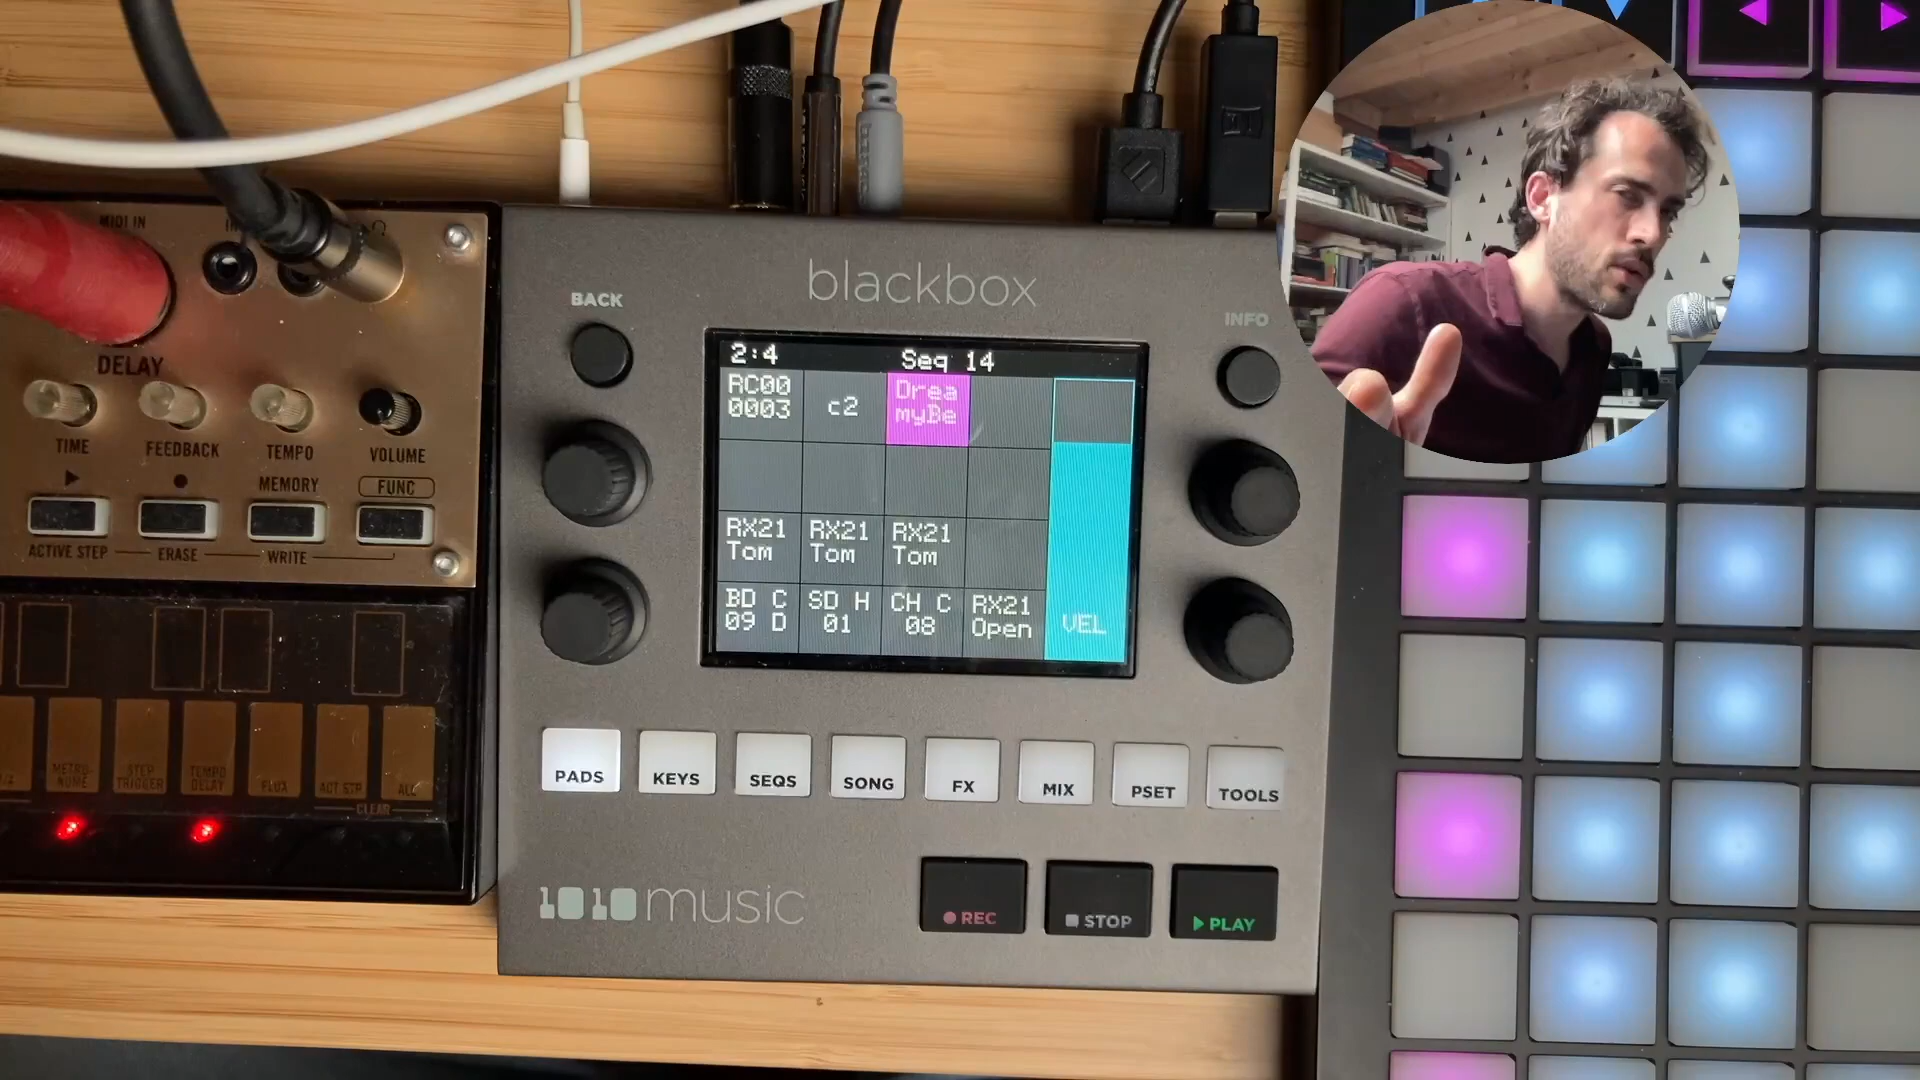 MIDI IN
DELAY
TIME
FEEDBACK
TEMPO
VOLUME
MEMORY
FUNC
ACTIVE STEP
ERASE
WRITE
METRO-
NOME
STEP
TRIGGER
TEMPO
DELAY
FLUX
ACT.STP
ALL
CLEAR
blackbox
BACK
INFO
2:4
Seq 14
RC00
0003
c2
Drea
myBe
RX21
Tom
RX21
Tom
RX21
Tom
BD C
09 D
SD H
01
CH C
08
RX21
Open
VEL
PADS
KEYS
SEQS
SONG
FX
MIX
PSET
TOOLS
1010music
REC
STOP
PLAY